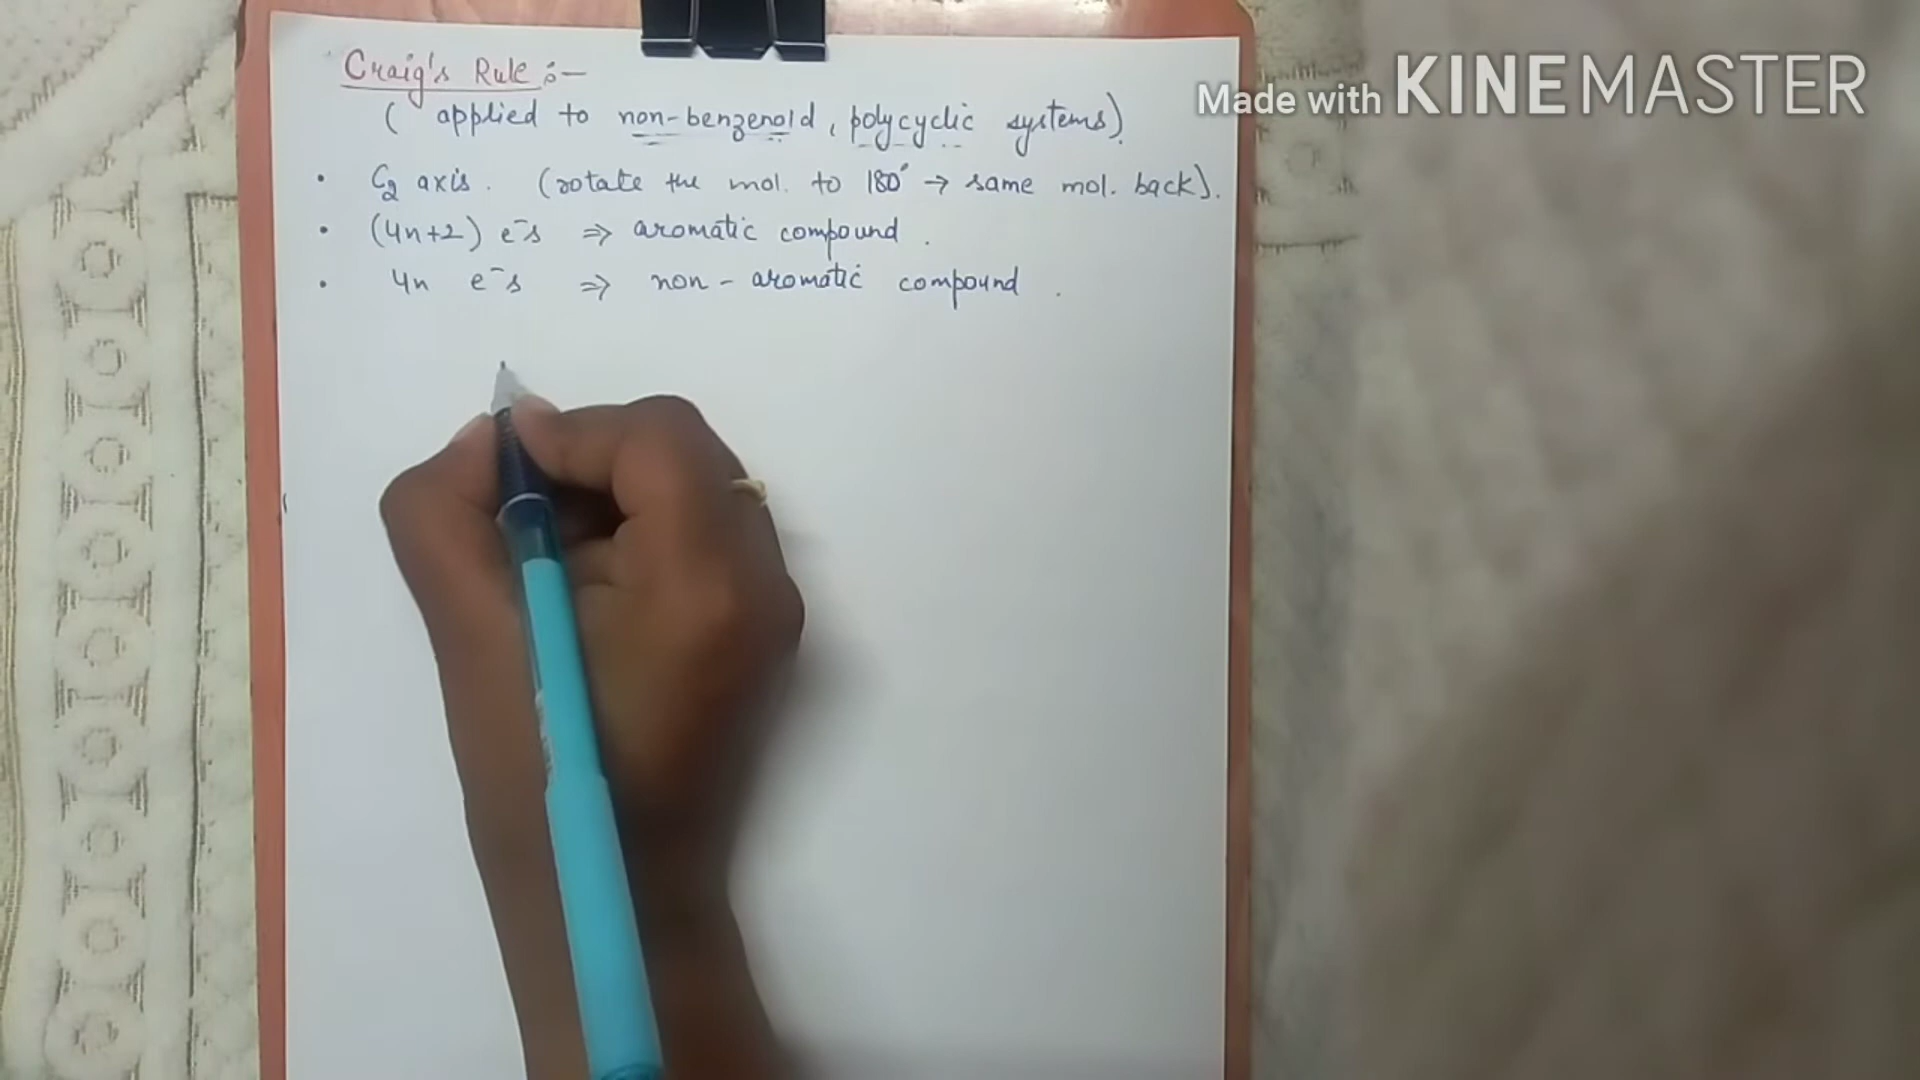 Craig's Rule :-
( applied to non-benzenoid, polycyclic systems).
• C2 axis. (rotate the mol. to 180° → same mol. back).
• (4n+2) e⁻s ⇒ aromatic compound.
• 4n e⁻s ⇒ non-aromatic compound.
Made with KINEMASTER